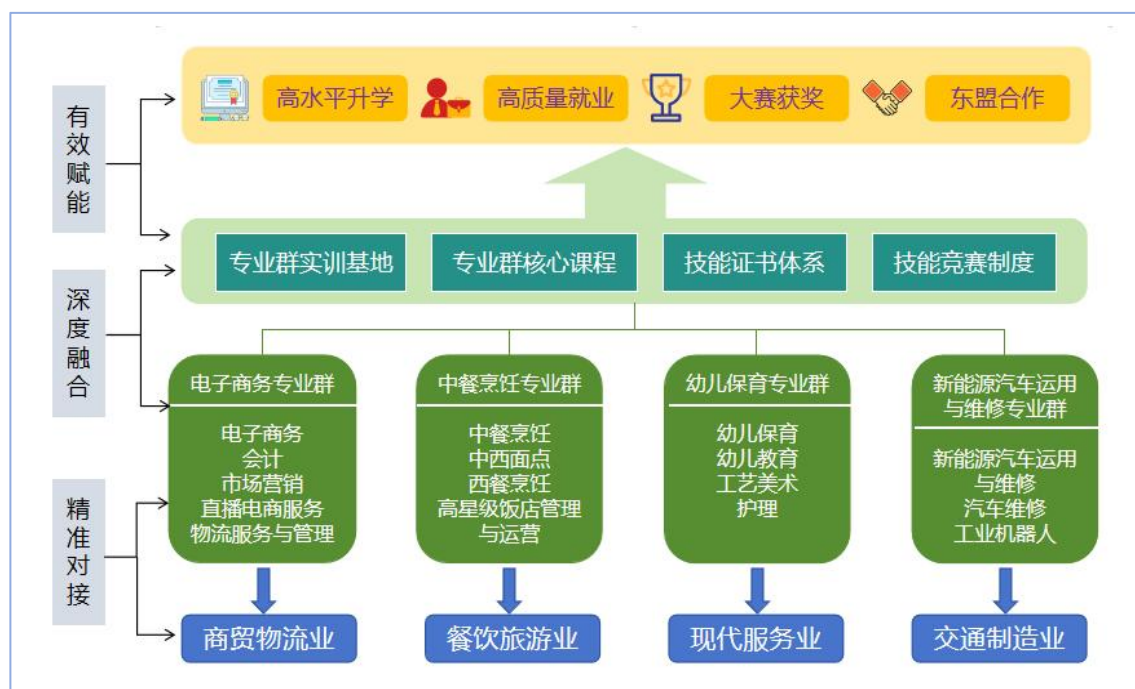 有效赋能
高水平升学
高质量就业
大赛获奖
东盟合作
专业群实训基地
专业群核心课程
技能证书体系
技能竞赛制度
深度融合
电子商务专业群
电子商务
会计
市场营销
直播电商服务
物流服务与管理
中餐烹饪专业群
中餐烹饪
中西面点
西餐烹饪
高星级饭店管理
与运营
幼儿保育专业群
幼儿保育
幼儿教育
工艺美术
护理
新能源汽车运用
与维修专业群
新能源汽车运用
与维修
汽车维修
工业机器人
精准对接
商贸物流业
餐饮旅游业
现代服务业
交通制造业